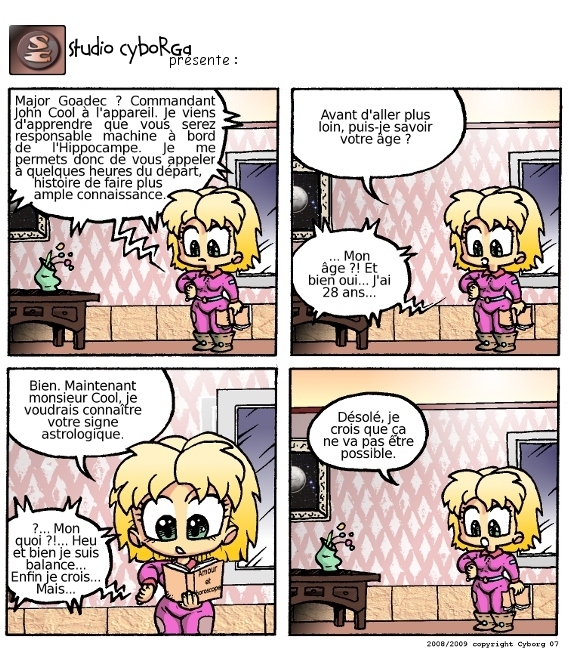 studio cyboRga
présente :
Major Goadec ? Commandant
John Cool à l'appareil. Je viens
d'apprendre que vous serez
responsable machine à bord
de l'Hippocampe. Je me
permets donc de vous appeler
à quelques heures du départ,
histoire de faire plus
ample connaissance.
Avant d'aller plus
loin, puis-je savoir
votre âge ?
... Mon
âge ?! Et
bien oui... J'ai
28 ans...
Bien. Maintenant
monsieur Cool, je
voudrais connaître
votre signe
astrologique.
?... Mon
quoi ?!... Heu
et bien je suis
balance...
Enfin je crois...
Mais...
Amour
et
horoscope
Désolé, je
crois que ça
ne va pas être
possible.
2008/2009 copyright Cyborg 07